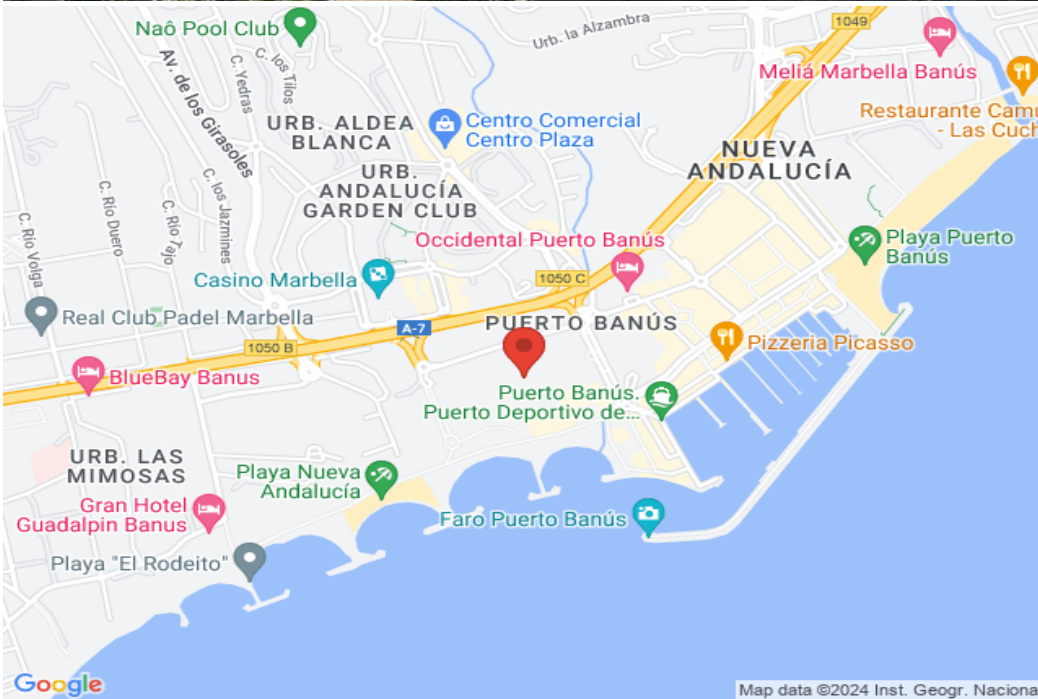 Naô Pool Club
Urb. la Alzambra
1049
Meliá Marbella Banús
Av. de los Girasoles
C. Yedras
C. los Tilos
Restaurante Camu
- Las Cuch
URB. ALDEA
BLANCA
Centro Comercial
Centro Plaza
NUEVA
ANDALUCÍA
URB.
ANDALUCÍA
GARDEN CLUB
C. Río Volga
C. Río Duero
C. Río Tajo
C. los Jazmines
Occidental Puerto Banús
Playa Puerto
Banús
Casino Marbella
1050 C
Real Club Padel Marbella
A-7
PUERTO BANÚS
1050 B
Pizzeria Picasso
BlueBay Banus
Puerto Banús.
Puerto Deportivo de...
URB. LAS
MIMOSAS
Playa Nueva
Andalucía
Gran Hotel
Guadalpin Banus
Faro Puerto Banús
Playa "El Rodeito"
Google
Map data ©2024 Inst. Geogr. Naciona